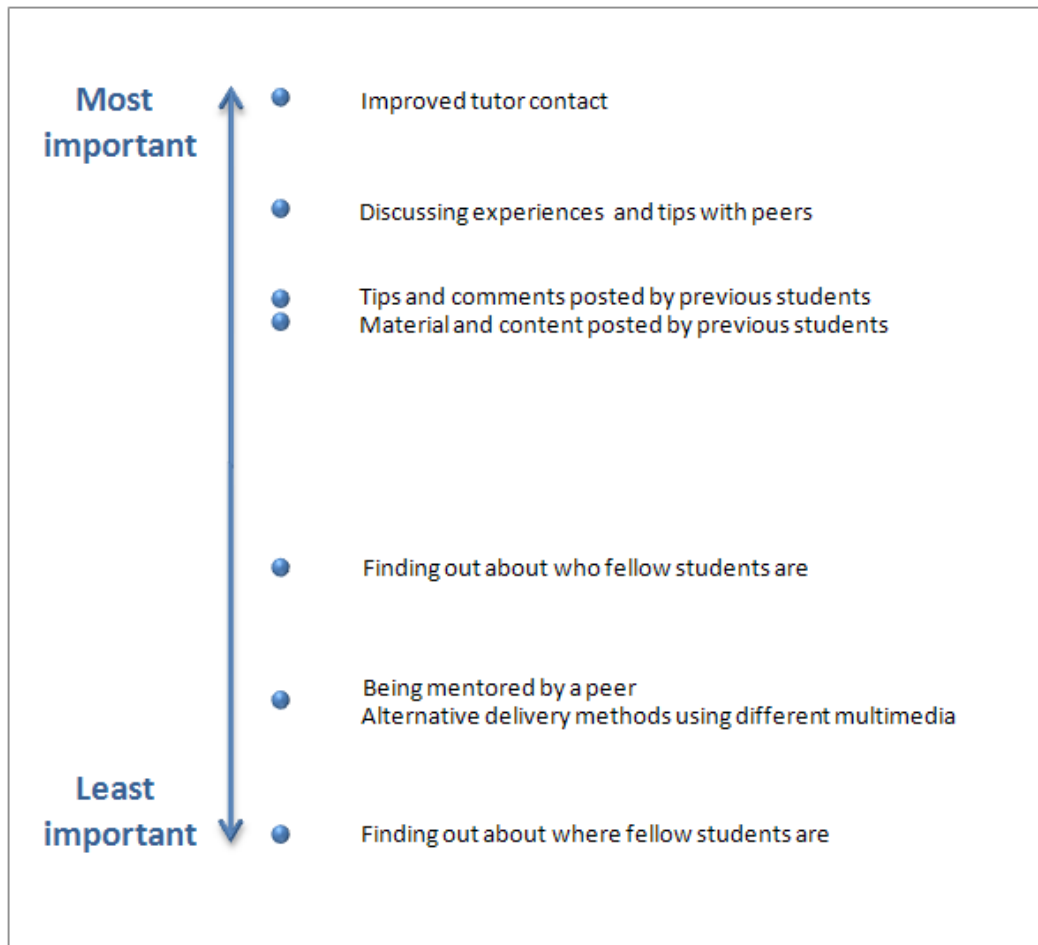 Most
important
Improved tutor contact
Discussing experiences and tips with peers
Tips and comments posted by previous students
Material and content posted by previous students
Finding out about who fellow students are
Being mentored by a peer
Alternative delivery methods using different multimedia
Least
important
Finding out about where fellow students are